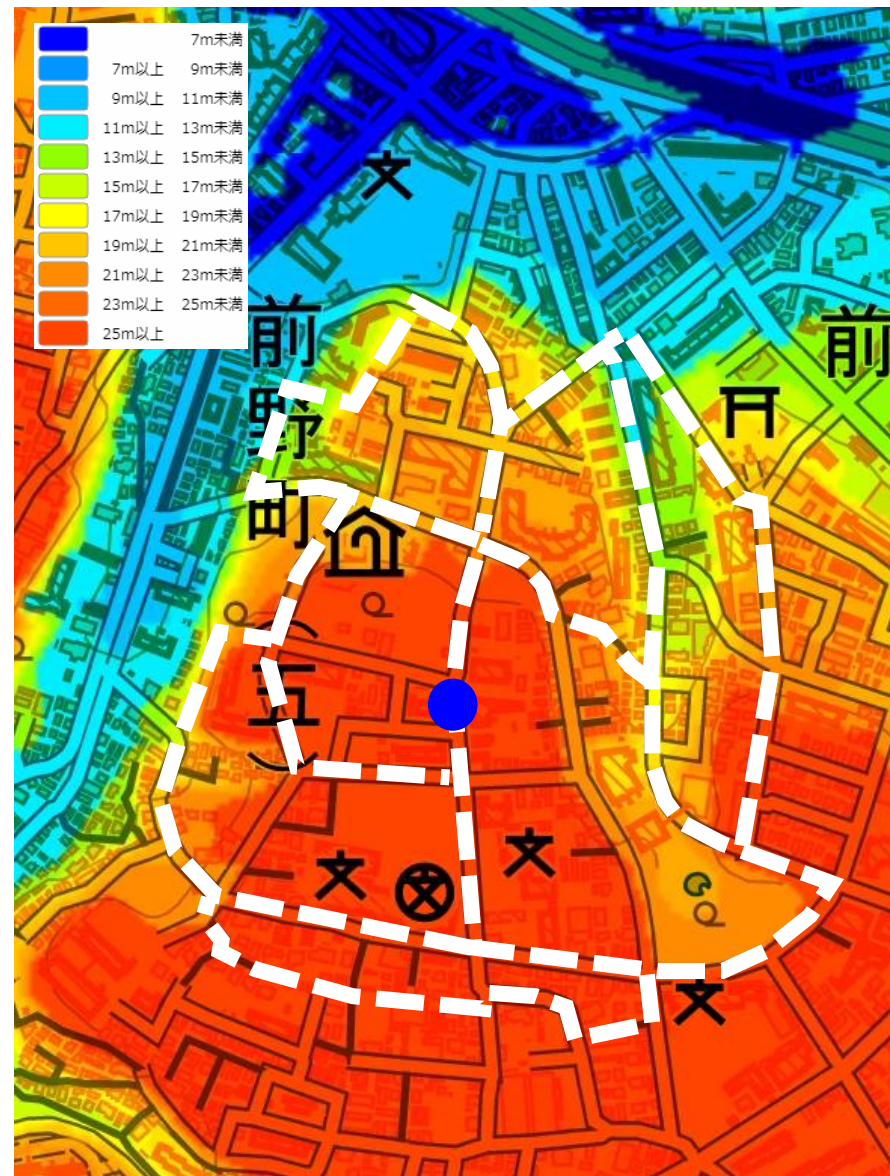 7m未満
7m以上 9m未満
9m以上 11m未満
11m以上 13m未満
13m以上 15m未満
15m以上 17m未満
17m以上 19m未満
19m以上 21m未満
21m以上 23m未満
23m以上 25m未満
25m以上
前野町(五)
前